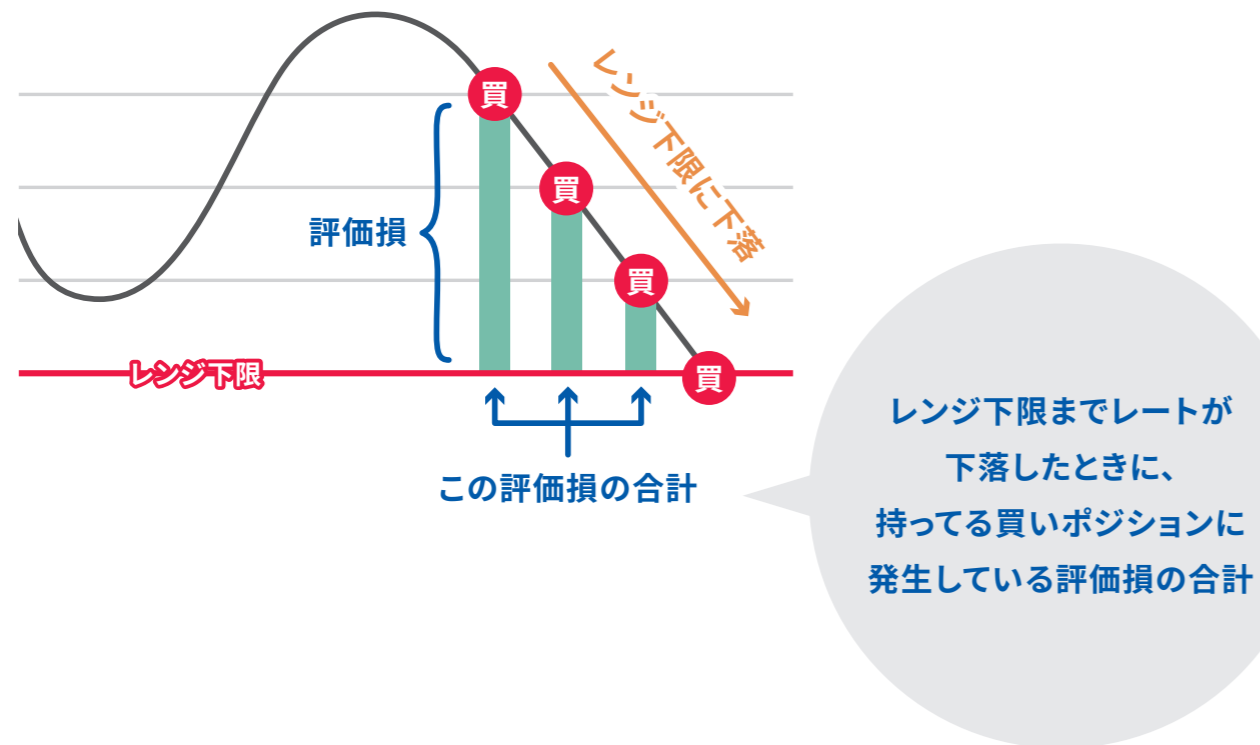 買
レンジ下限に下落
買
評価損
買
レンジ下限
買
この評価損の合計
レンジ下限までレートが
下落したときに、
持ってる買いポジションに
発生している評価損の合計